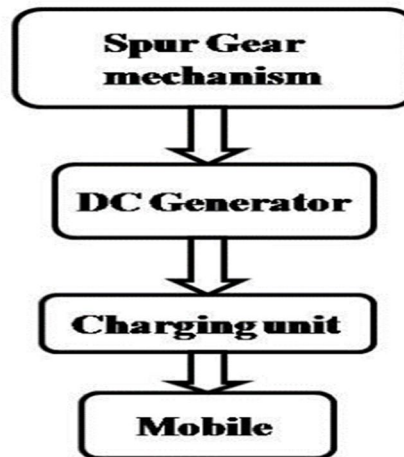 Spur Gear
mechanism
DC Generator
Charging unit
Mobile